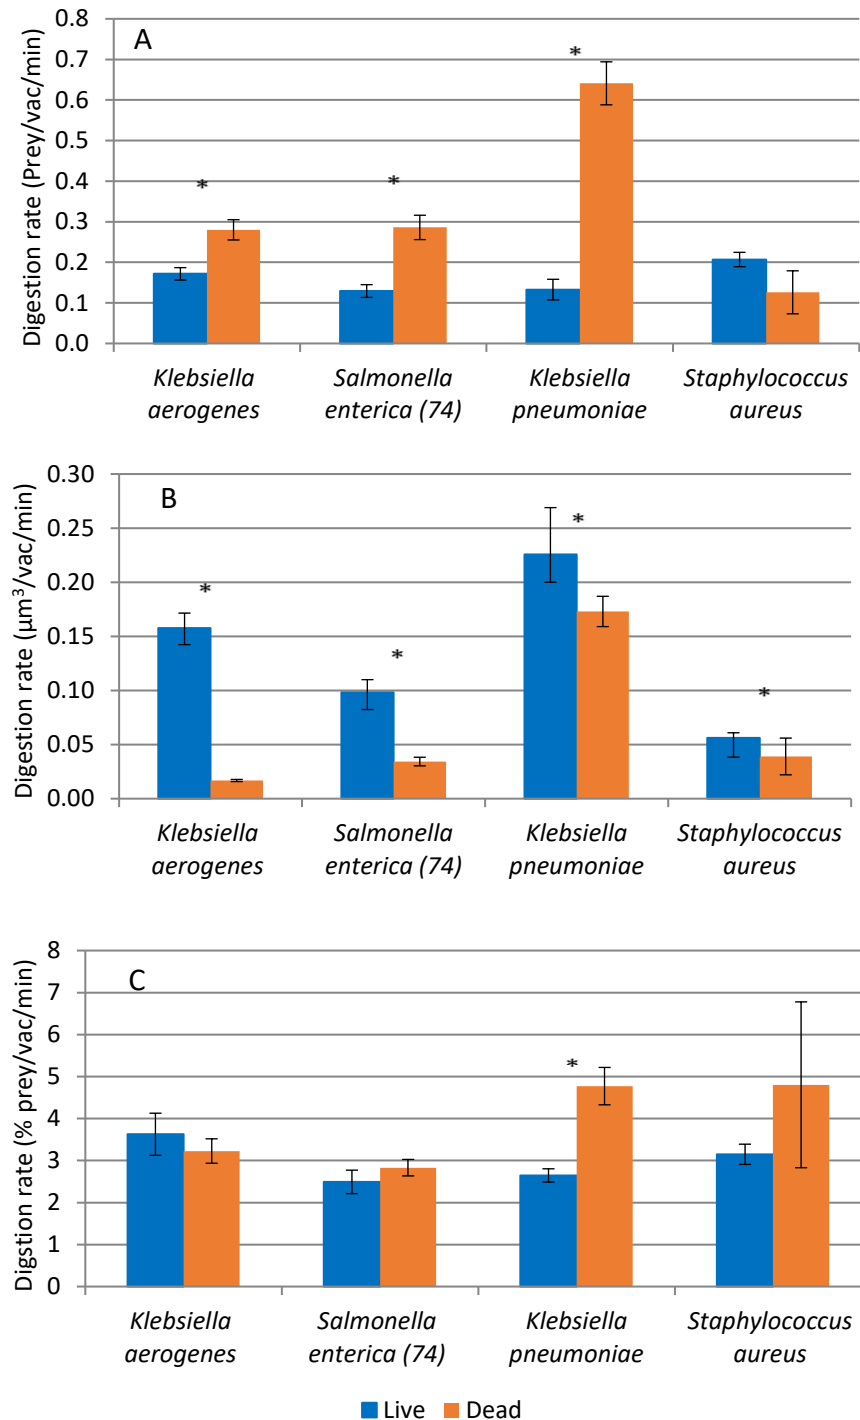 A
Digestion rate (Prey/vac/min)
0.8
0.7
0.6
0.5
0.4
0.3
0.2
0.1
0.0
* * *
Klebsiella aerogenes
Salmonella enterica (74)
Klebsiella pneumoniae
Staphylococcus aureus
B
Digestion rate (µm³/vac/min)
0.30
0.25
0.20
0.15
0.10
0.05
0.00
* * * *
Klebsiella aerogenes
Salmonella enterica (74)
Klebsiella pneumoniae
Staphylococcus aureus
C
Digstion rate (% prey/vac/min)
8
7
6
5
4
3
2
1
0
*
Klebsiella aerogenes
Salmonella enterica (74)
Klebsiella pneumoniae
Staphylococcus aureus
Live Dead